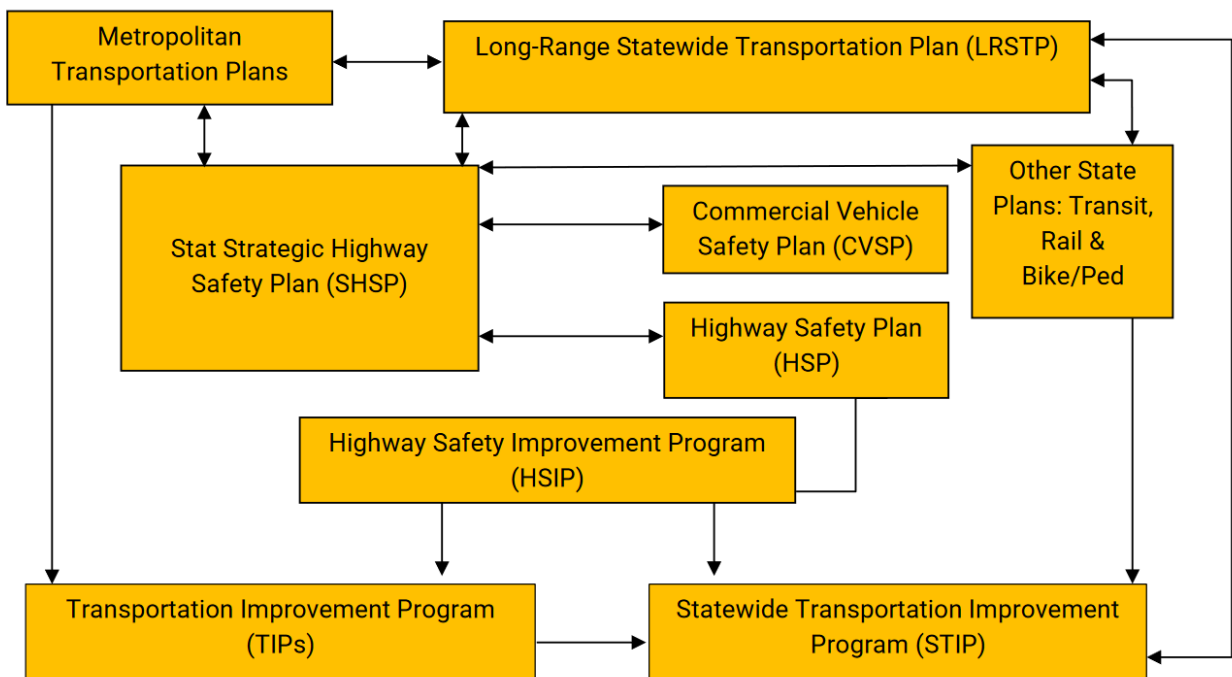 Metropolitan
Transportation Plans
Long-Range Statewide Transportation Plan (LRSTP)
Stat Strategic Highway
Safety Plan (SHSP)
Commercial Vehicle
Safety Plan (CVSP)
Other State
Plans: Transit,
Rail &
Bike/Ped
Highway Safety Plan
(HSP)
Highway Safety Improvement Program
(HSIP)
Transportation Improvement Program
(TIPs)
Statewide Transportation Improvement
Program (STIP)